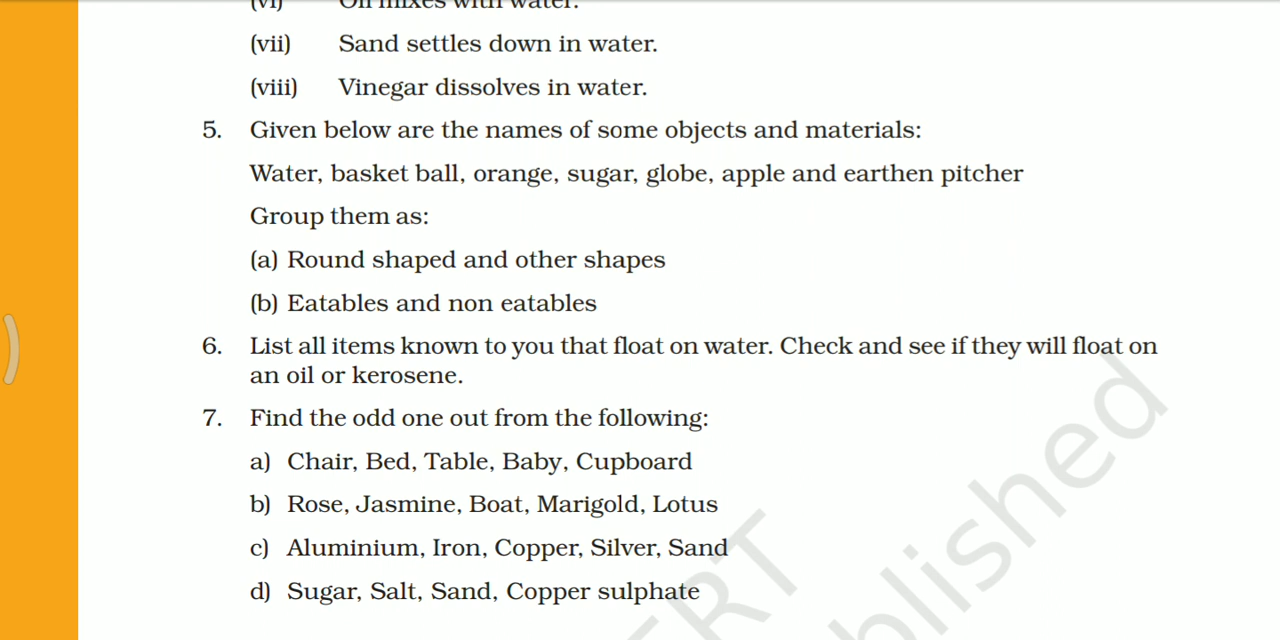 (vi) Oil mixes with water.
(vii) Sand settles down in water.
(viii) Vinegar dissolves in water.
5. Given below are the names of some objects and materials:
Water, basket ball, orange, sugar, globe, apple and earthen pitcher
Group them as:
(a) Round shaped and other shapes
(b) Eatables and non eatables
6. List all items known to you that float on water. Check and see if they will float on
an oil or kerosene.
7. Find the odd one out from the following:
a) Chair, Bed, Table, Baby, Cupboard
b) Rose, Jasmine, Boat, Marigold, Lotus
c) Aluminium, Iron, Copper, Silver, Sand
d) Sugar, Salt, Sand, Copper sulphate